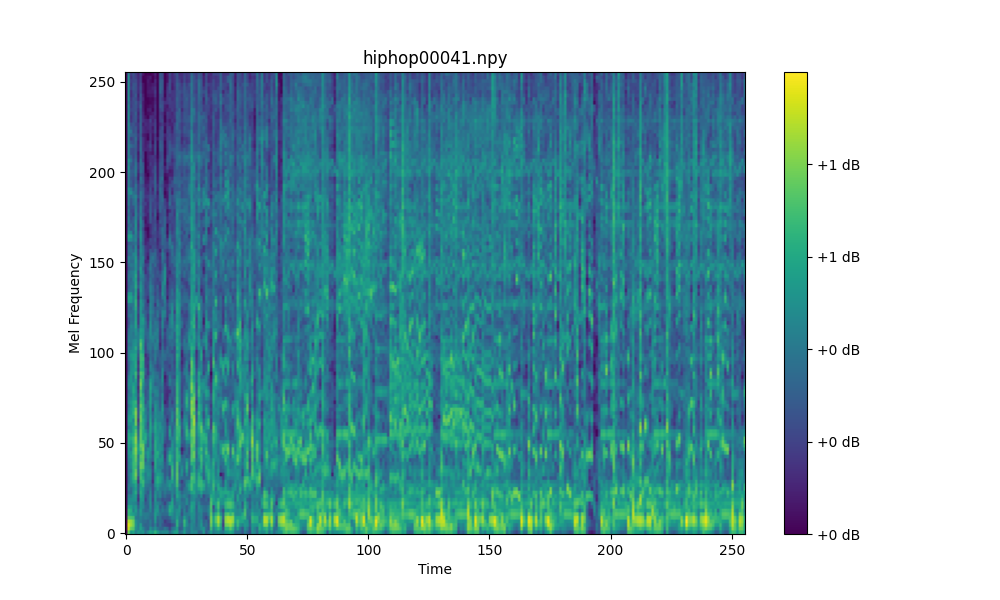 hiphop00041.npy
Mel Frequency
250
200
150
100
50
0
0 50 100 150 200 250
Time
+1 dB
+1 dB
+0 dB
+0 dB
+0 dB